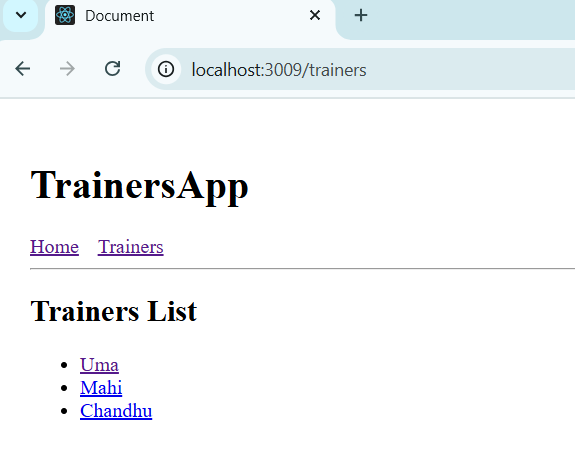 Document
localhost:3009/trainers
TrainersApp
Home Trainers
Trainers List
Uma
Mahi
Chandhu